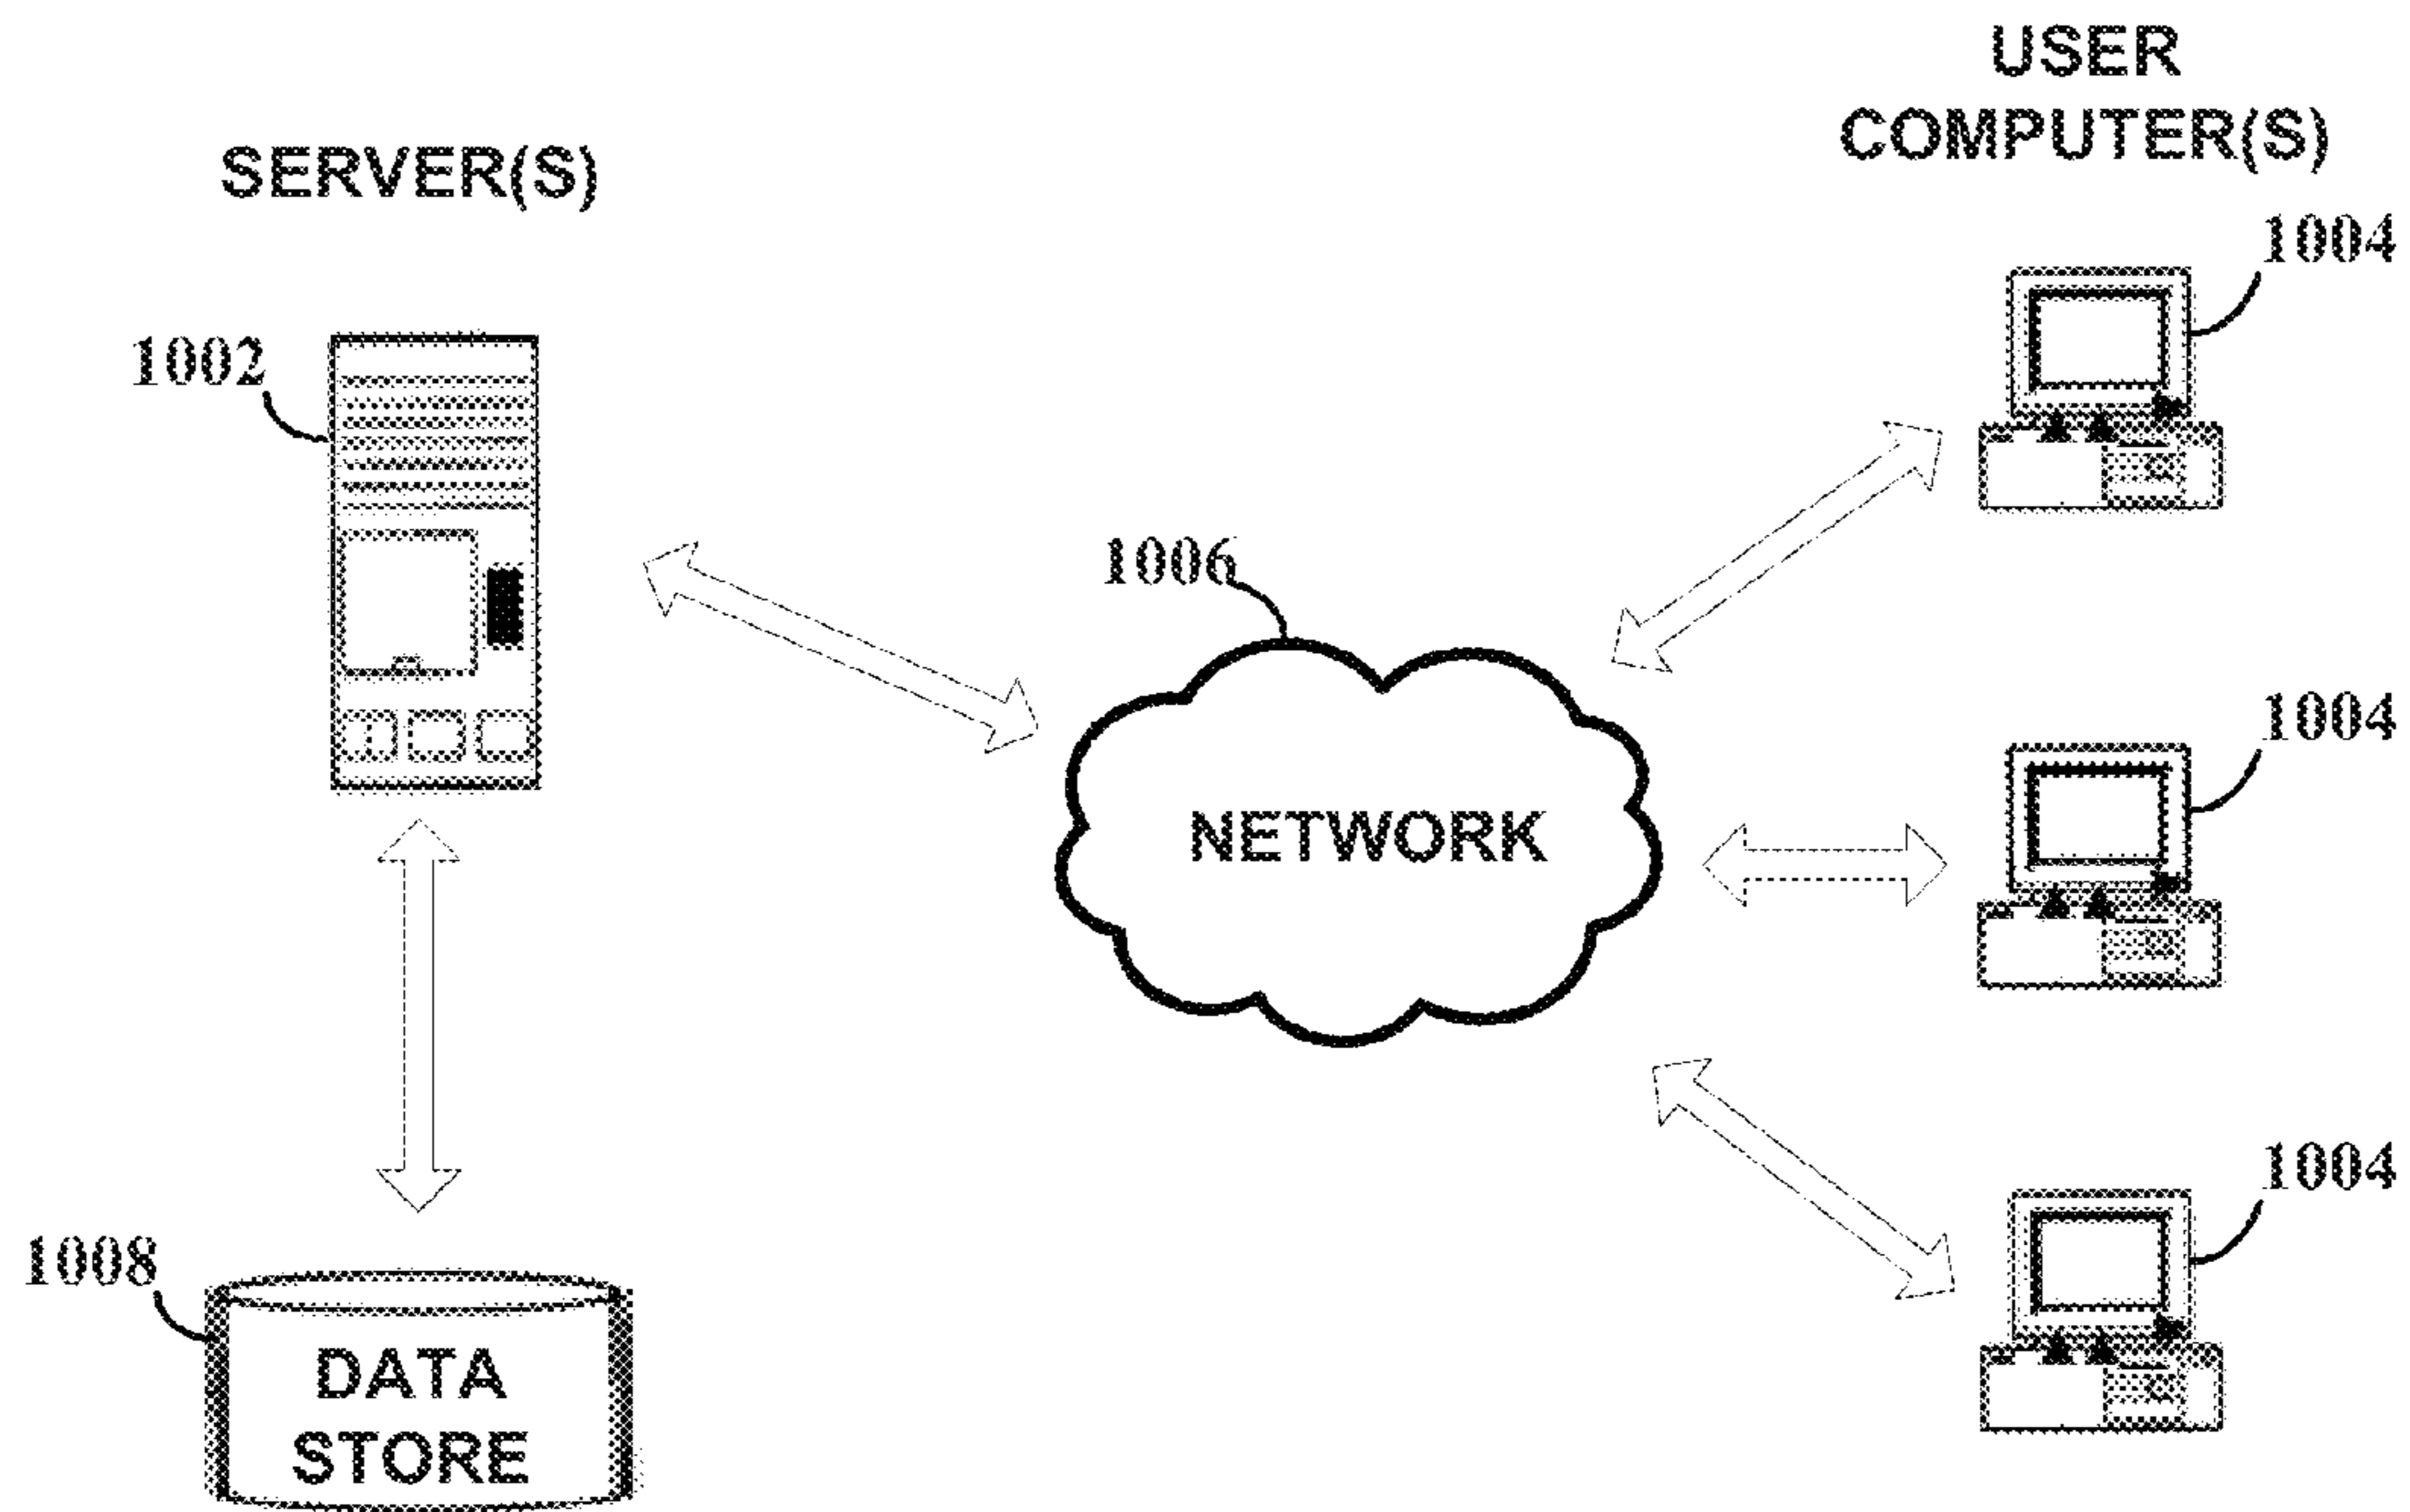 USER
COMPUTER(S)
SERVER(S)
1004
1002
1006
1004
NETWORK
1004
1008
DATA
STORE